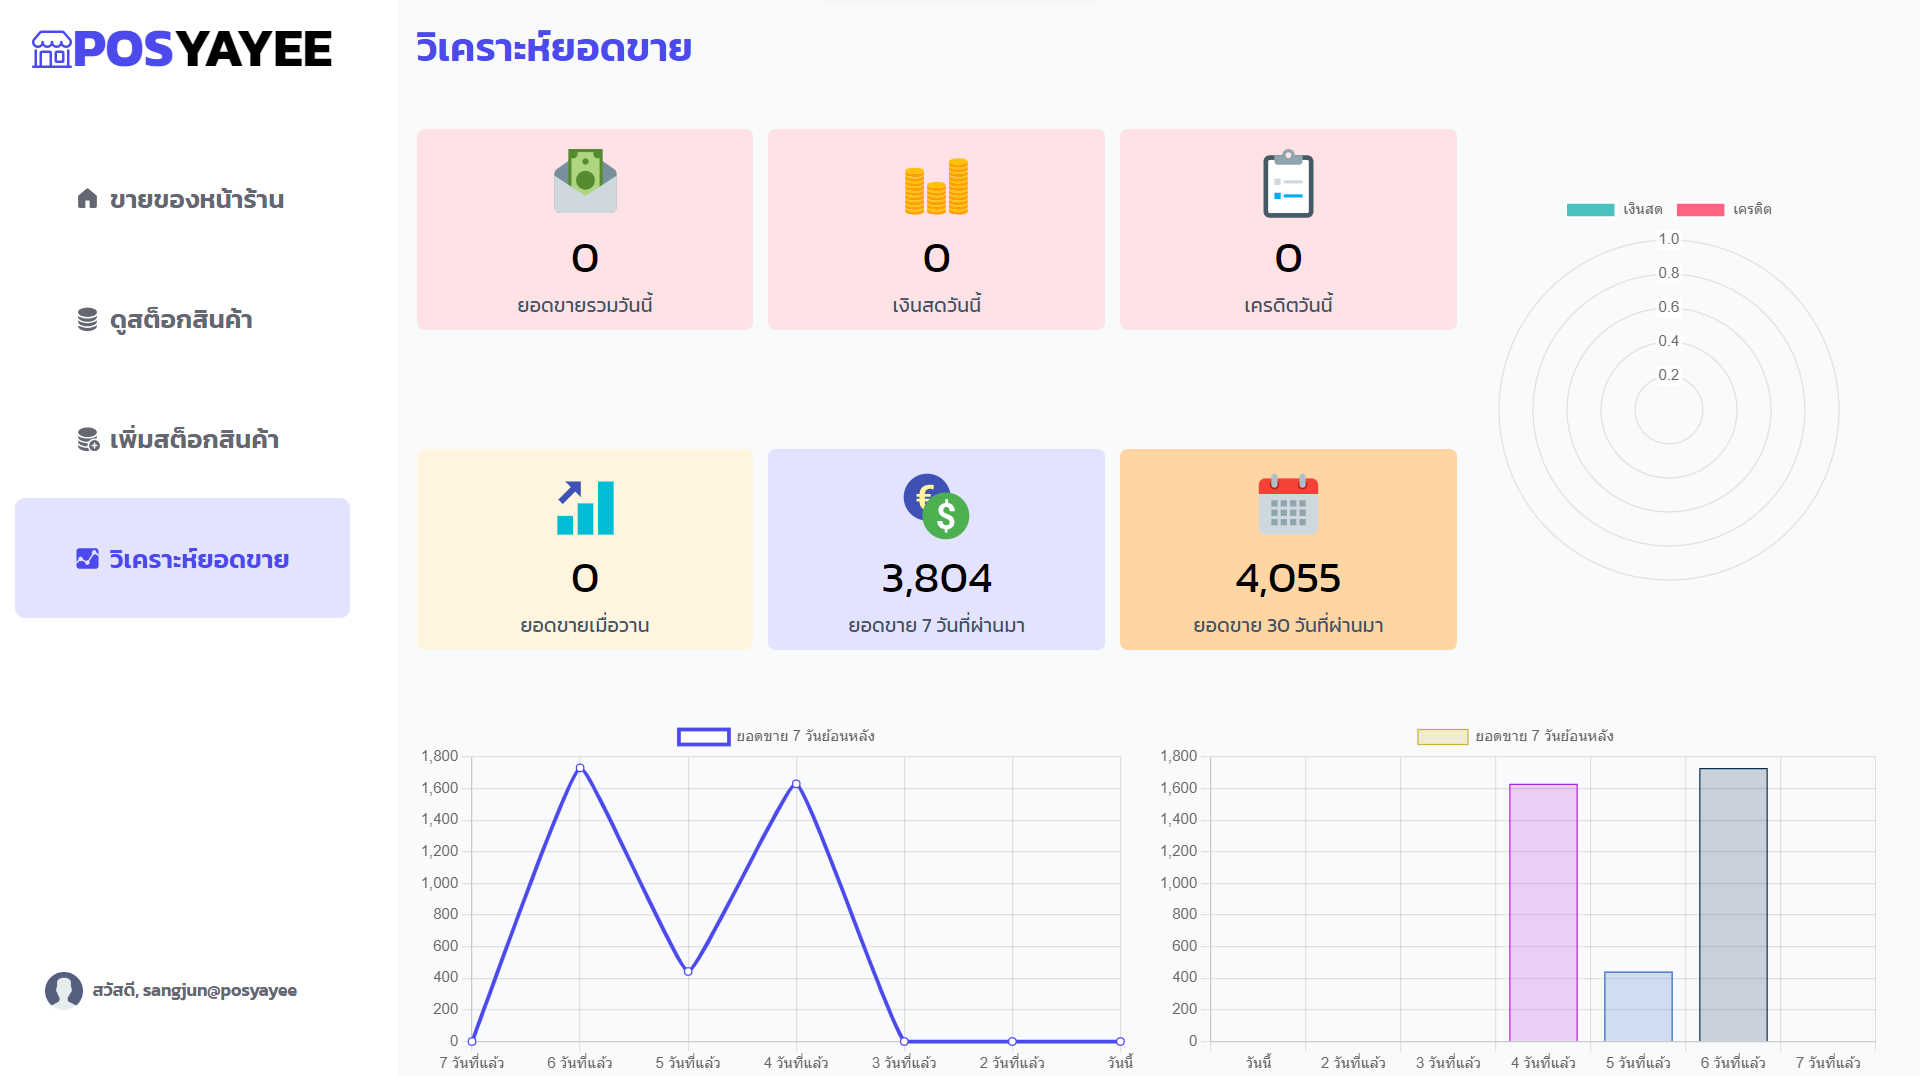 POSYAYEE
ขายของหน้าร้าน
ดูสต็อกสินค้า
เพิ่มสต็อกสินค้า
วิเคราะห์ยอดขาย
สวัสดี, sangjun@posyayee
วิเคราะห์ยอดขาย
0
ยอดขายรวมวันนี้
0
เงินสดวันนี้
0
เครดิตวันนี้
0
ยอดขายเมื่อวาน
3,804
ยอดขาย 7 วันที่ผ่านมา
4,055
ยอดขาย 30 วันที่ผ่านมา
เงินสด เครดิต
1.0
0.8
0.6
0.4
0.2
ยอดขาย 7 วันย้อนหลัง
1,800
1,600
1,400
1,200
1,000
800
600
400
200
0
7 วันที่แล้ว 6 วันที่แล้ว 5 วันที่แล้ว 4 วันที่แล้ว 3 วันที่แล้ว 2 วันที่แล้ว วันนี้
ยอดขาย 7 วันย้อนหลัง
1,800
1,600
1,400
1,200
1,000
800
600
400
200
0
วันนี้ 2 วันที่แล้ว 3 วันที่แล้ว 4 วันที่แล้ว 5 วันที่แล้ว 6 วันที่แล้ว 7 วันที่แล้ว